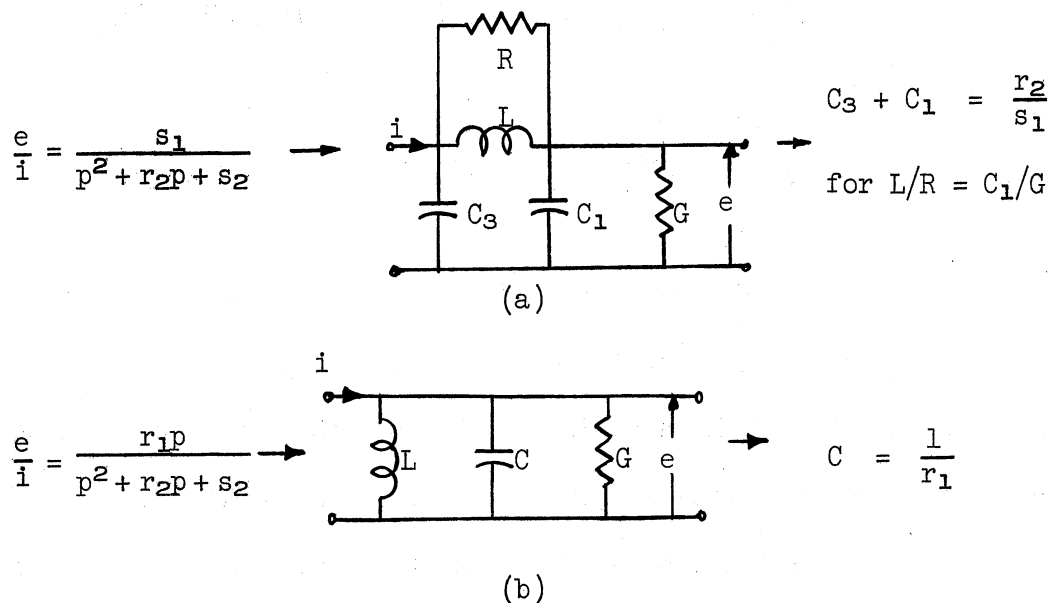 R
C₃ + C₁ = r₂/s₁
e/i = s₁/(p² + r₂p + s₂)
i
L
for L/R = C₁/G
C₃
C₁
G
e
(a)
i
e/i = r₁p/(p² + r₂p + s₂)
L
C
G
e
C = 1/r₁
(b)